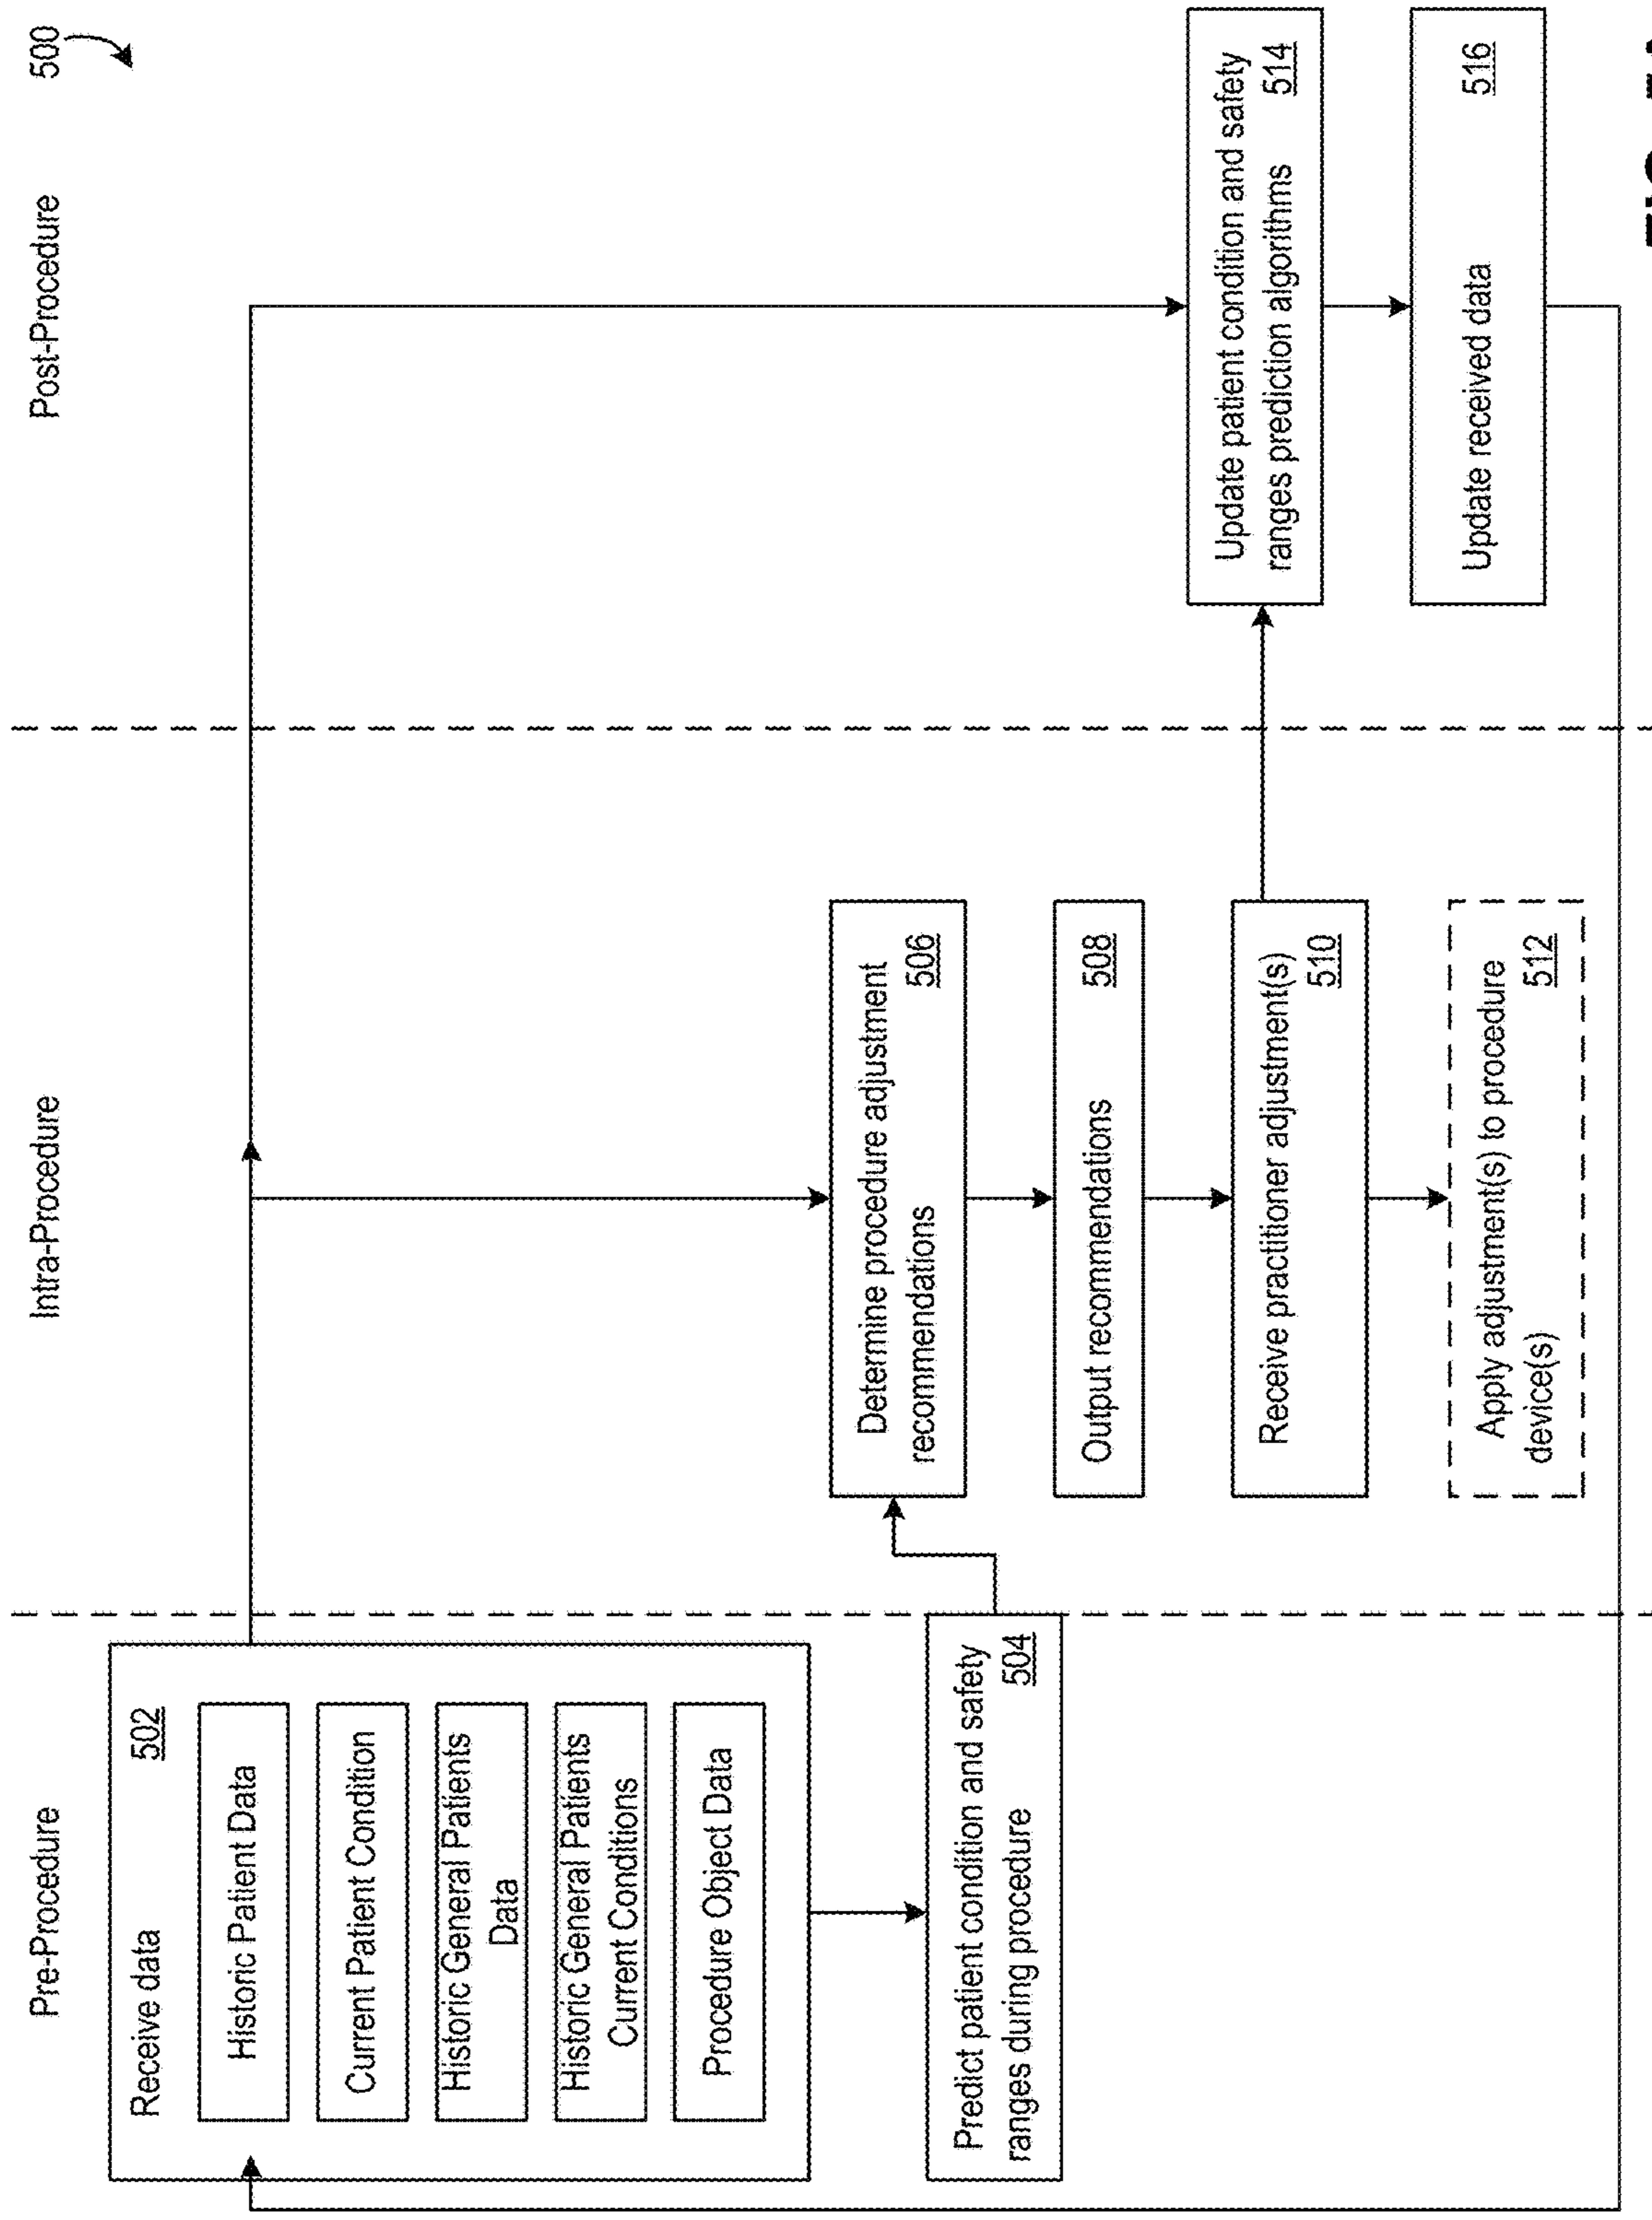 500
Pre-Procedure
Intra-Procedure
Post-Procedure
Receive data 502
Historic Patient Data
Current Patient Condition
Historic General Patients
Data
Historic General Patients
Current Conditions
Procedure Object Data
Predict patient condition and safety
ranges during procedure 504
Determine procedure adjustment
recommendations 506
Output recommendations 508
Receive practitioner adjustment(s)
510
Apply adjustment(s) to procedure
device(s) 512
Update patient condition and safety
ranges prediction algorithms 514
Update received data 516